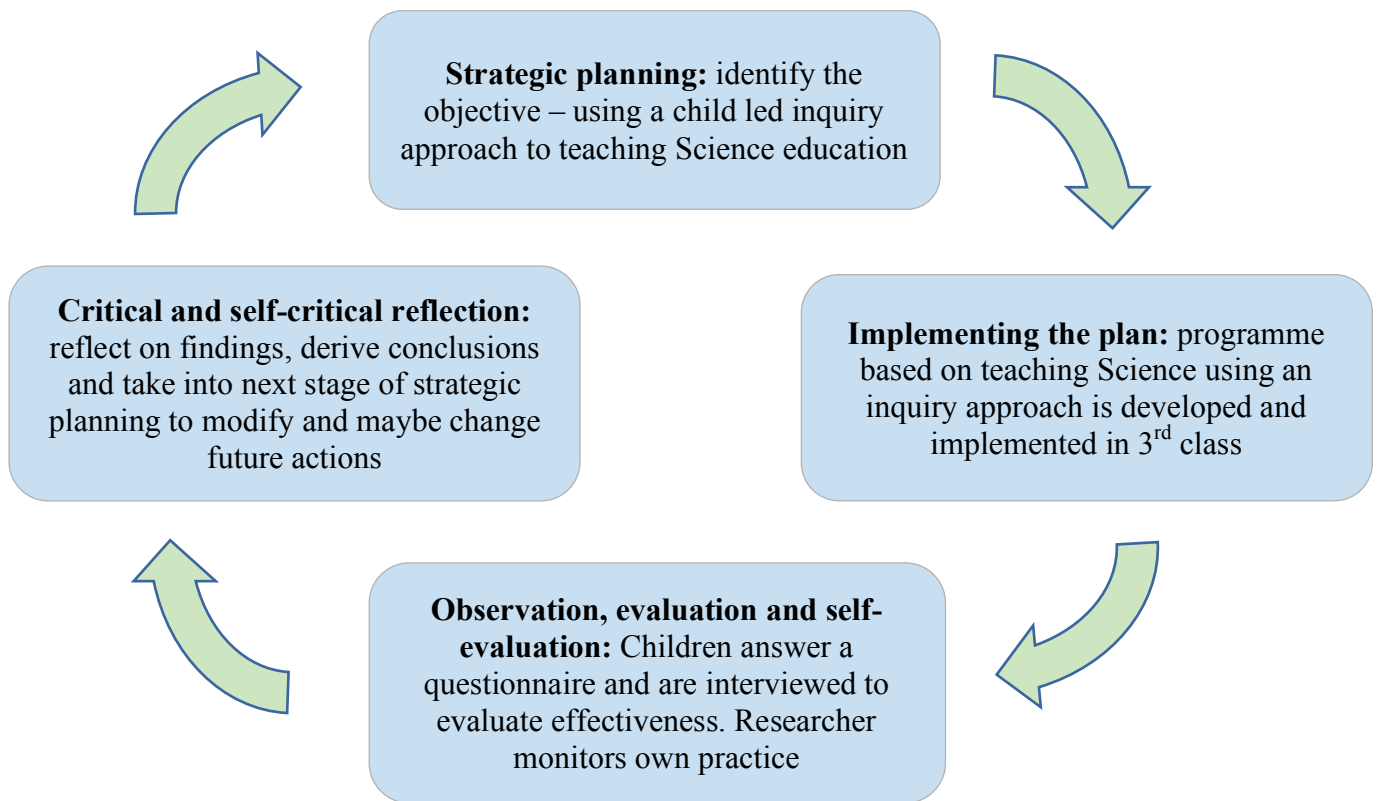 Strategic planning: identify the
objective – using a child led inquiry
approach to teaching Science education
Implementing the plan: programme
based on teaching Science using an
inquiry approach is developed and
implemented in 3rd class
Observation, evaluation and self-
evaluation: Children answer a
questionnaire and are interviewed to
evaluate effectiveness. Researcher
monitors own practice
Critical and self-critical reflection:
reflect on findings, derive conclusions
and take into next stage of strategic
planning to modify and maybe change
future actions